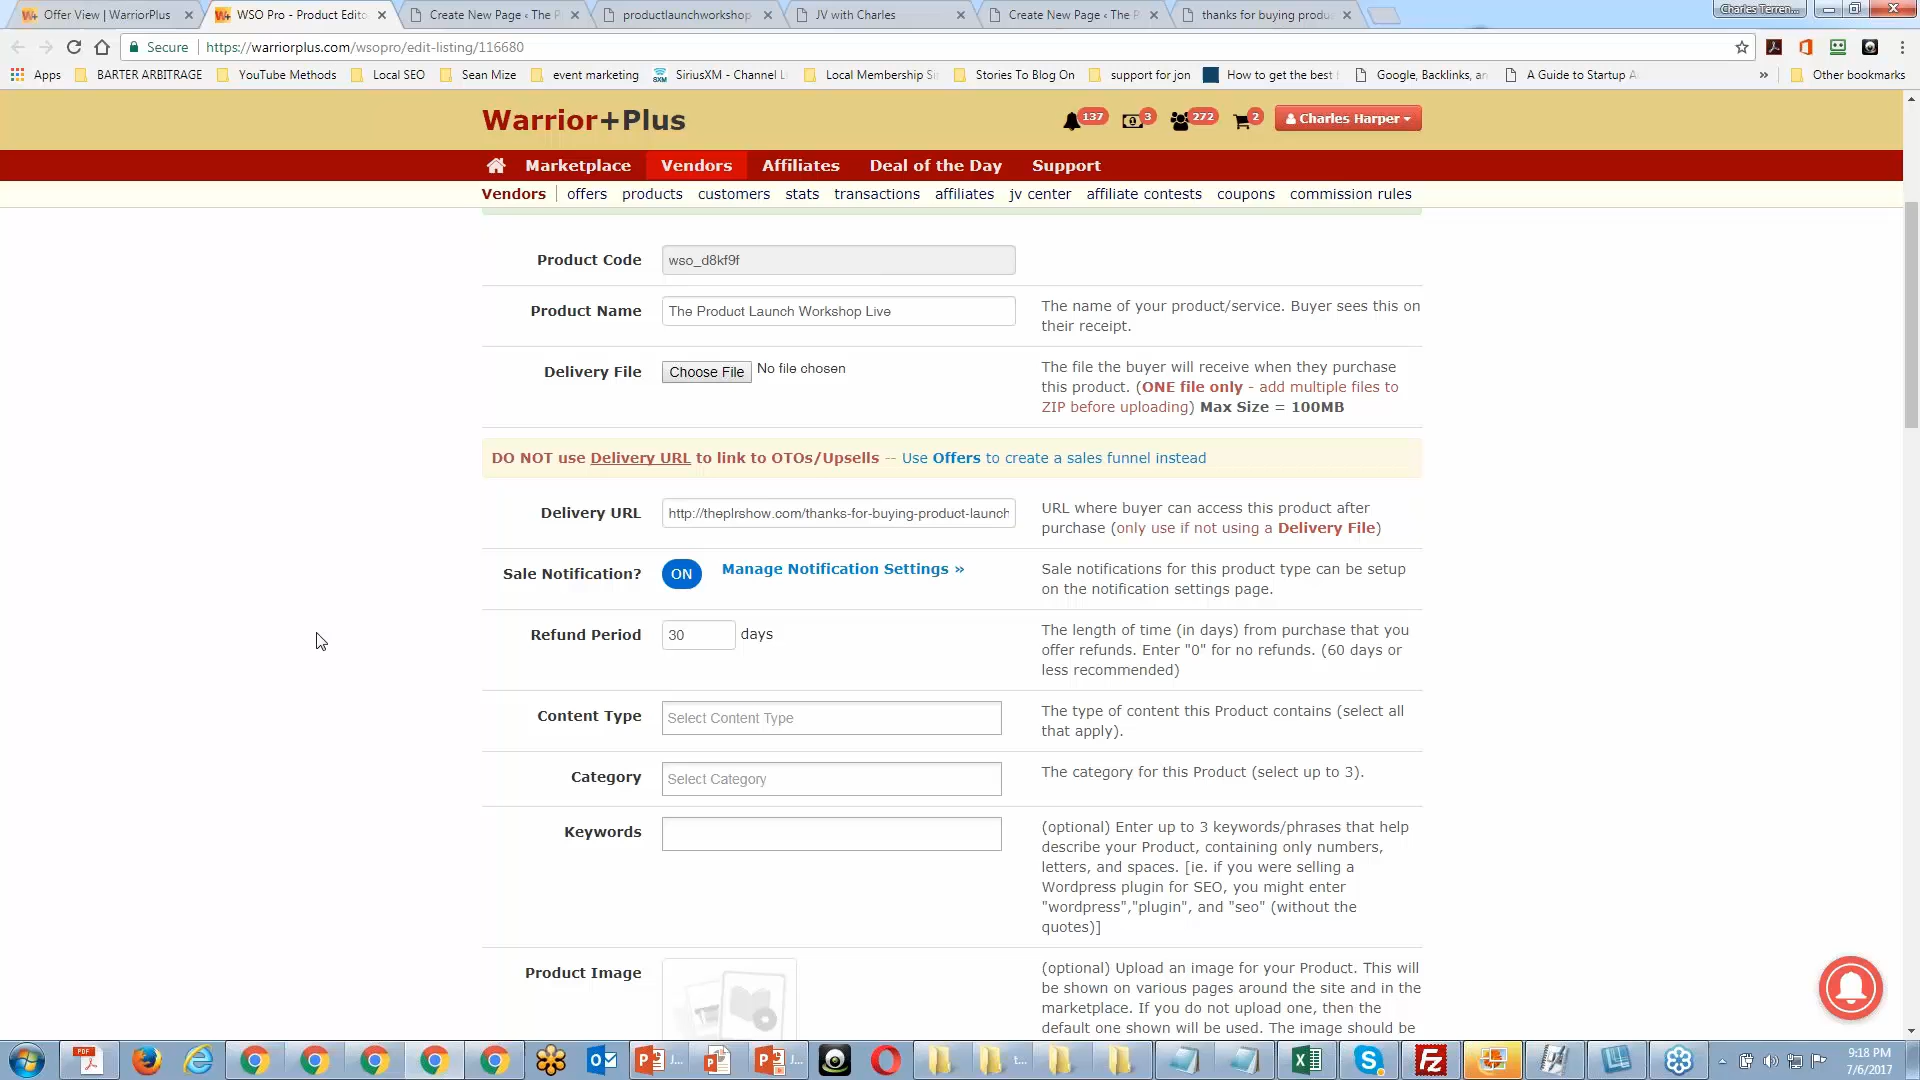 Offer View | WarriorPlus
WSO Pro - Product Edito
Create New Page ‹ The P
productlaunchworkshop
JV with Charles
Create New Page ‹ The P
thanks for buying produ
Charles Terren...
Secure
https://warriorplus.com/wsopro/edit-listing/116680
Apps
BARTER ARBITRAGE
YouTube Methods
Local SEO
Sean Mize
event marketing
SiriusXM - Channel L
Local Membership Si
Stories To Blog On
support for jon
How to get the best
Google, Backlinks, an
A Guide to Startup A
»
Other bookmarks
Warrior+Plus
137
3
272
2
Charles Harper
Marketplace
Vendors
Affiliates
Deal of the Day
Support
Vendors
offers
products
customers
stats
transactions
affiliates
jv center
affiliate contests
coupons
commission rules
Product Code
wso_d8kf9f
Product Name
The Product Launch Workshop Live
The name of your product/service. Buyer sees this on
their receipt.
Delivery File
Choose File
No file chosen
The file the buyer will receive when they purchase
this product. (ONE file only - add multiple files to
ZIP before uploading) Max Size = 100MB
DO NOT use Delivery URL to link to OTOs/Upsells -- Use Offers to create a sales funnel instead
Delivery URL
http://theplrshow.com/thanks-for-buying-product-launch
URL where buyer can access this product after
purchase (only use if not using a Delivery File)
Sale Notification?
ON
Manage Notification Settings »
Sale notifications for this product type can be setup
on the notification settings page.
Refund Period
30
days
The length of time (in days) from purchase that you
offer refunds. Enter "0" for no refunds. (60 days or
less recommended)
Content Type
Select Content Type
The type of content this Product contains (select all
that apply).
Category
Select Category
The category for this Product (select up to 3).
Keywords
(optional) Enter up to 3 keywords/phrases that help
describe your Product, containing only numbers,
letters, and spaces. [ie. if you were selling a
Wordpress plugin for SEO, you might enter
"wordpress","plugin", and "seo" (without the
quotes)]
Product Image
(optional) Upload an image for your Product. This will
be shown on various pages around the site and in the
marketplace. If you do not upload one, then the
default one shown will be used. The image should be
J...
J...
t...
9:18 PM
7/6/2017